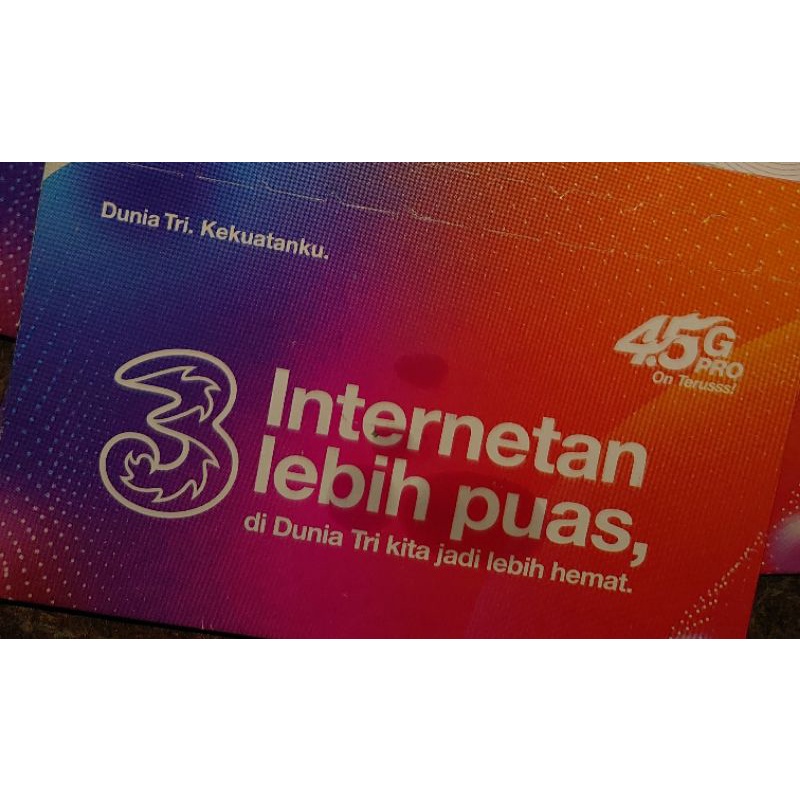 Dunia Tri. Kekuatanku.
4.5G
PRO
On Terusss!
3
Internetan
lebih puas,
di Dunia Tri kita jadi lebih hemat.